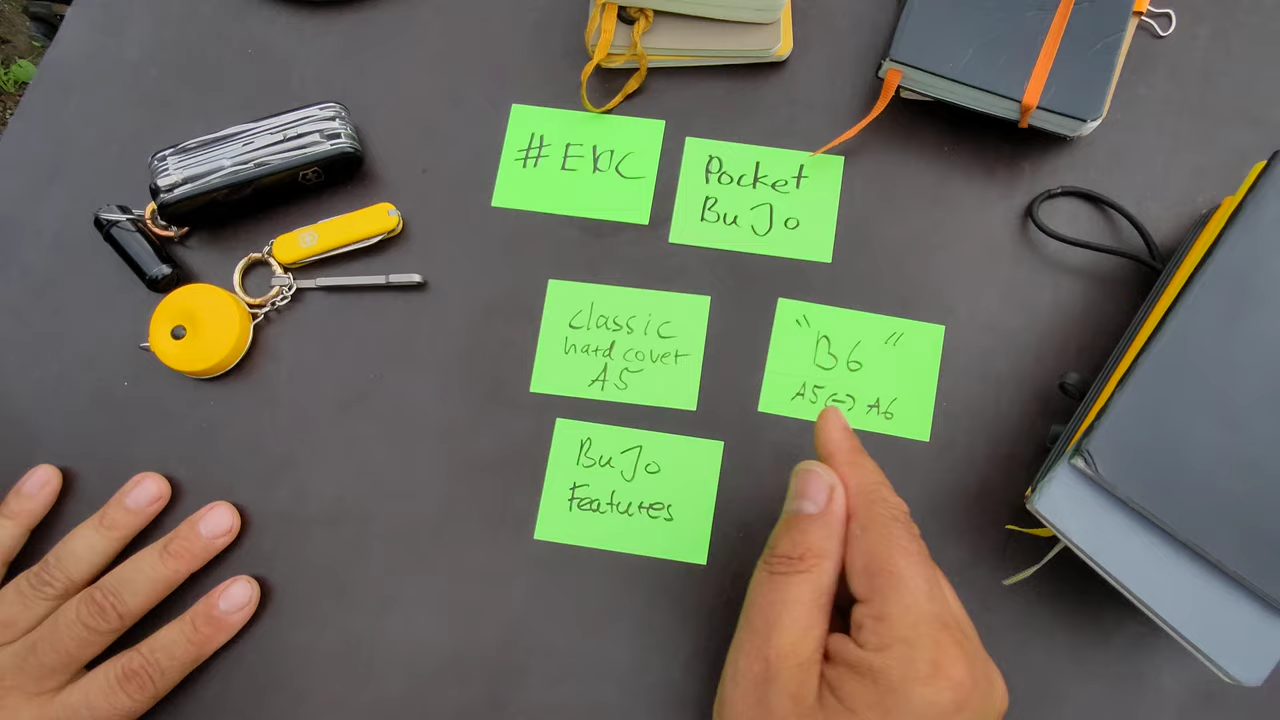 #EDC
Pocket
BuJo
classic
hard cover
A5
"B6"
A5 <-> A6
BuJo
Features